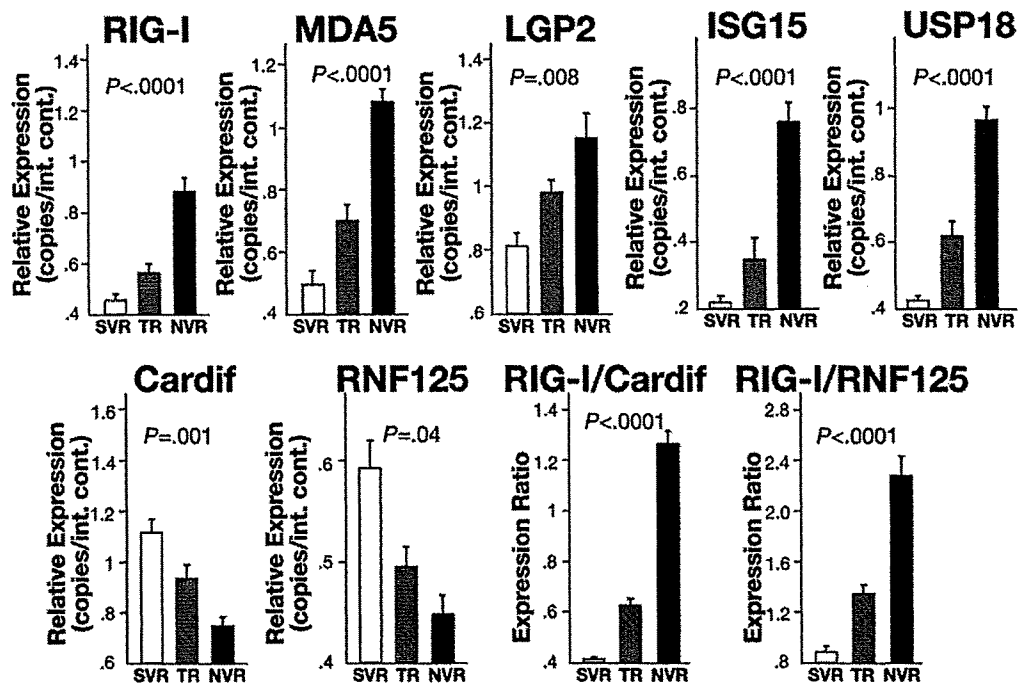 RIG-I
MDA5
LGP2
ISG15
USP18
Relative Expression
(copies/int. cont.)
1.4
1.2
1
.8
.6
.4
P<.0001
SVR TR NVR
Relative Expression
(copies/int. cont.)
1.2
1
.8
.6
.4
P<.0001
SVR TR NVR
Relative Expression
(copies/int. cont.)
1.4
1.2
1
.8
.6
P=.008
SVR TR NVR
Relative Expression
(copies/int. cont.)
.8
.6
.4
.2
P<.0001
SVR TR NVR
Relative Expression
(copies/int. cont.)
1
.8
.6
.4
P<.0001
SVR TR NVR
Cardif
RNF125
RIG-I/Cardif
RIG-I/RNF125
Relative Expression
(copies/int. cont.)
1.6
1.4
1.2
1
.8
.6
P=.001
SVR TR NVR
Relative Expression
(copies/int. cont.)
.6
.5
.4
P=.04
SVR TR NVR
Expression Ratio
1.4
1.2
1
.8
.6
.4
P<.0001
SVR TR NVR
Expression Ratio
2.8
2.4
2
1.6
1.2
.8
P<.0001
SVR TR NVR